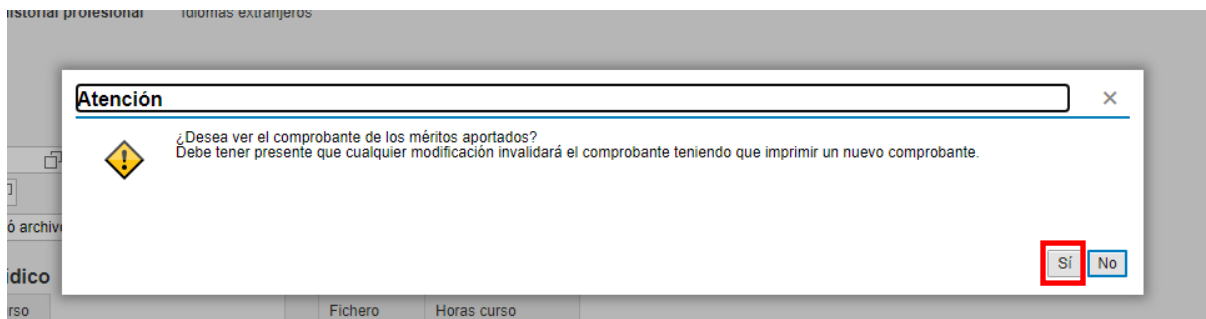 istorial profesional Idiomas extranjeros
Atención
¿Desea ver el comprobante de los méritos aportados?
Debe tener presente que cualquier modificación invalidará el comprobante teniendo que imprimir un nuevo comprobante.
ó archivo
Sí No
ídico
rso Fichero Horas curso